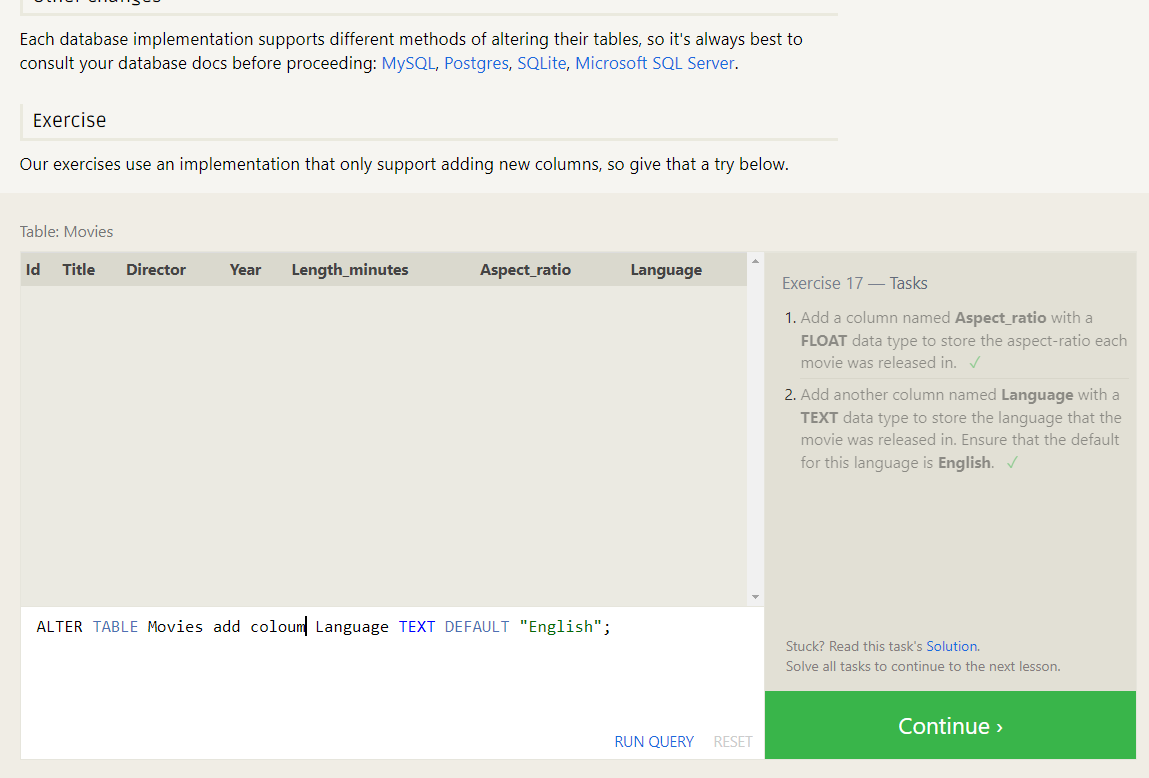 Other changes
Each database implementation supports different methods of altering their tables, so it's always best to
consult your database docs before proceeding: MySQL, Postgres, SQLite, Microsoft SQL Server.
Exercise
Our exercises use an implementation that only support adding new columns, so give that a try below.
Table: Movies
Id Title Director Year Length_minutes Aspect_ratio Language
ALTER TABLE Movies add coloum Language TEXT DEFAULT "English";
RUN QUERY RESET
Exercise 17 — Tasks
1. Add a column named Aspect_ratio with a
FLOAT data type to store the aspect-ratio each
movie was released in. ✓
2. Add another column named Language with a
TEXT data type to store the language that the
movie was released in. Ensure that the default
for this language is English. ✓
Stuck? Read this task's Solution.
Solve all tasks to continue to the next lesson.
Continue ›